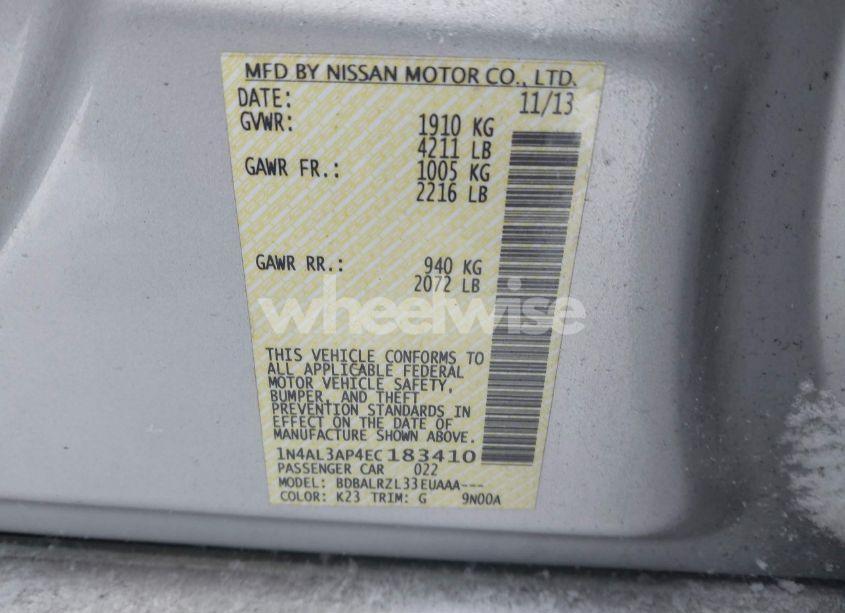 MFD BY NISSAN MOTOR CO., LTD.
DATE: 11/13
GVWR: 1910 KG
4211 LB
GAWR FR.: 1005 KG
2216 LB
GAWR RR.: 940 KG
2072 LB
wheelwise
THIS VEHICLE CONFORMS TO
ALL APPLICABLE FEDERAL
MOTOR VEHICLE SAFETY,
BUMPER, AND THEFT
PREVENTION STANDARDS IN
EFFECT ON THE DATE OF
MANUFACTURE SHOWN ABOVE.
1N4AL3AP4EC183410
PASSENGER CAR 022
MODEL: BDBALRZL33EUAAA---
COLOR: K23 TRIM: G 9N00A